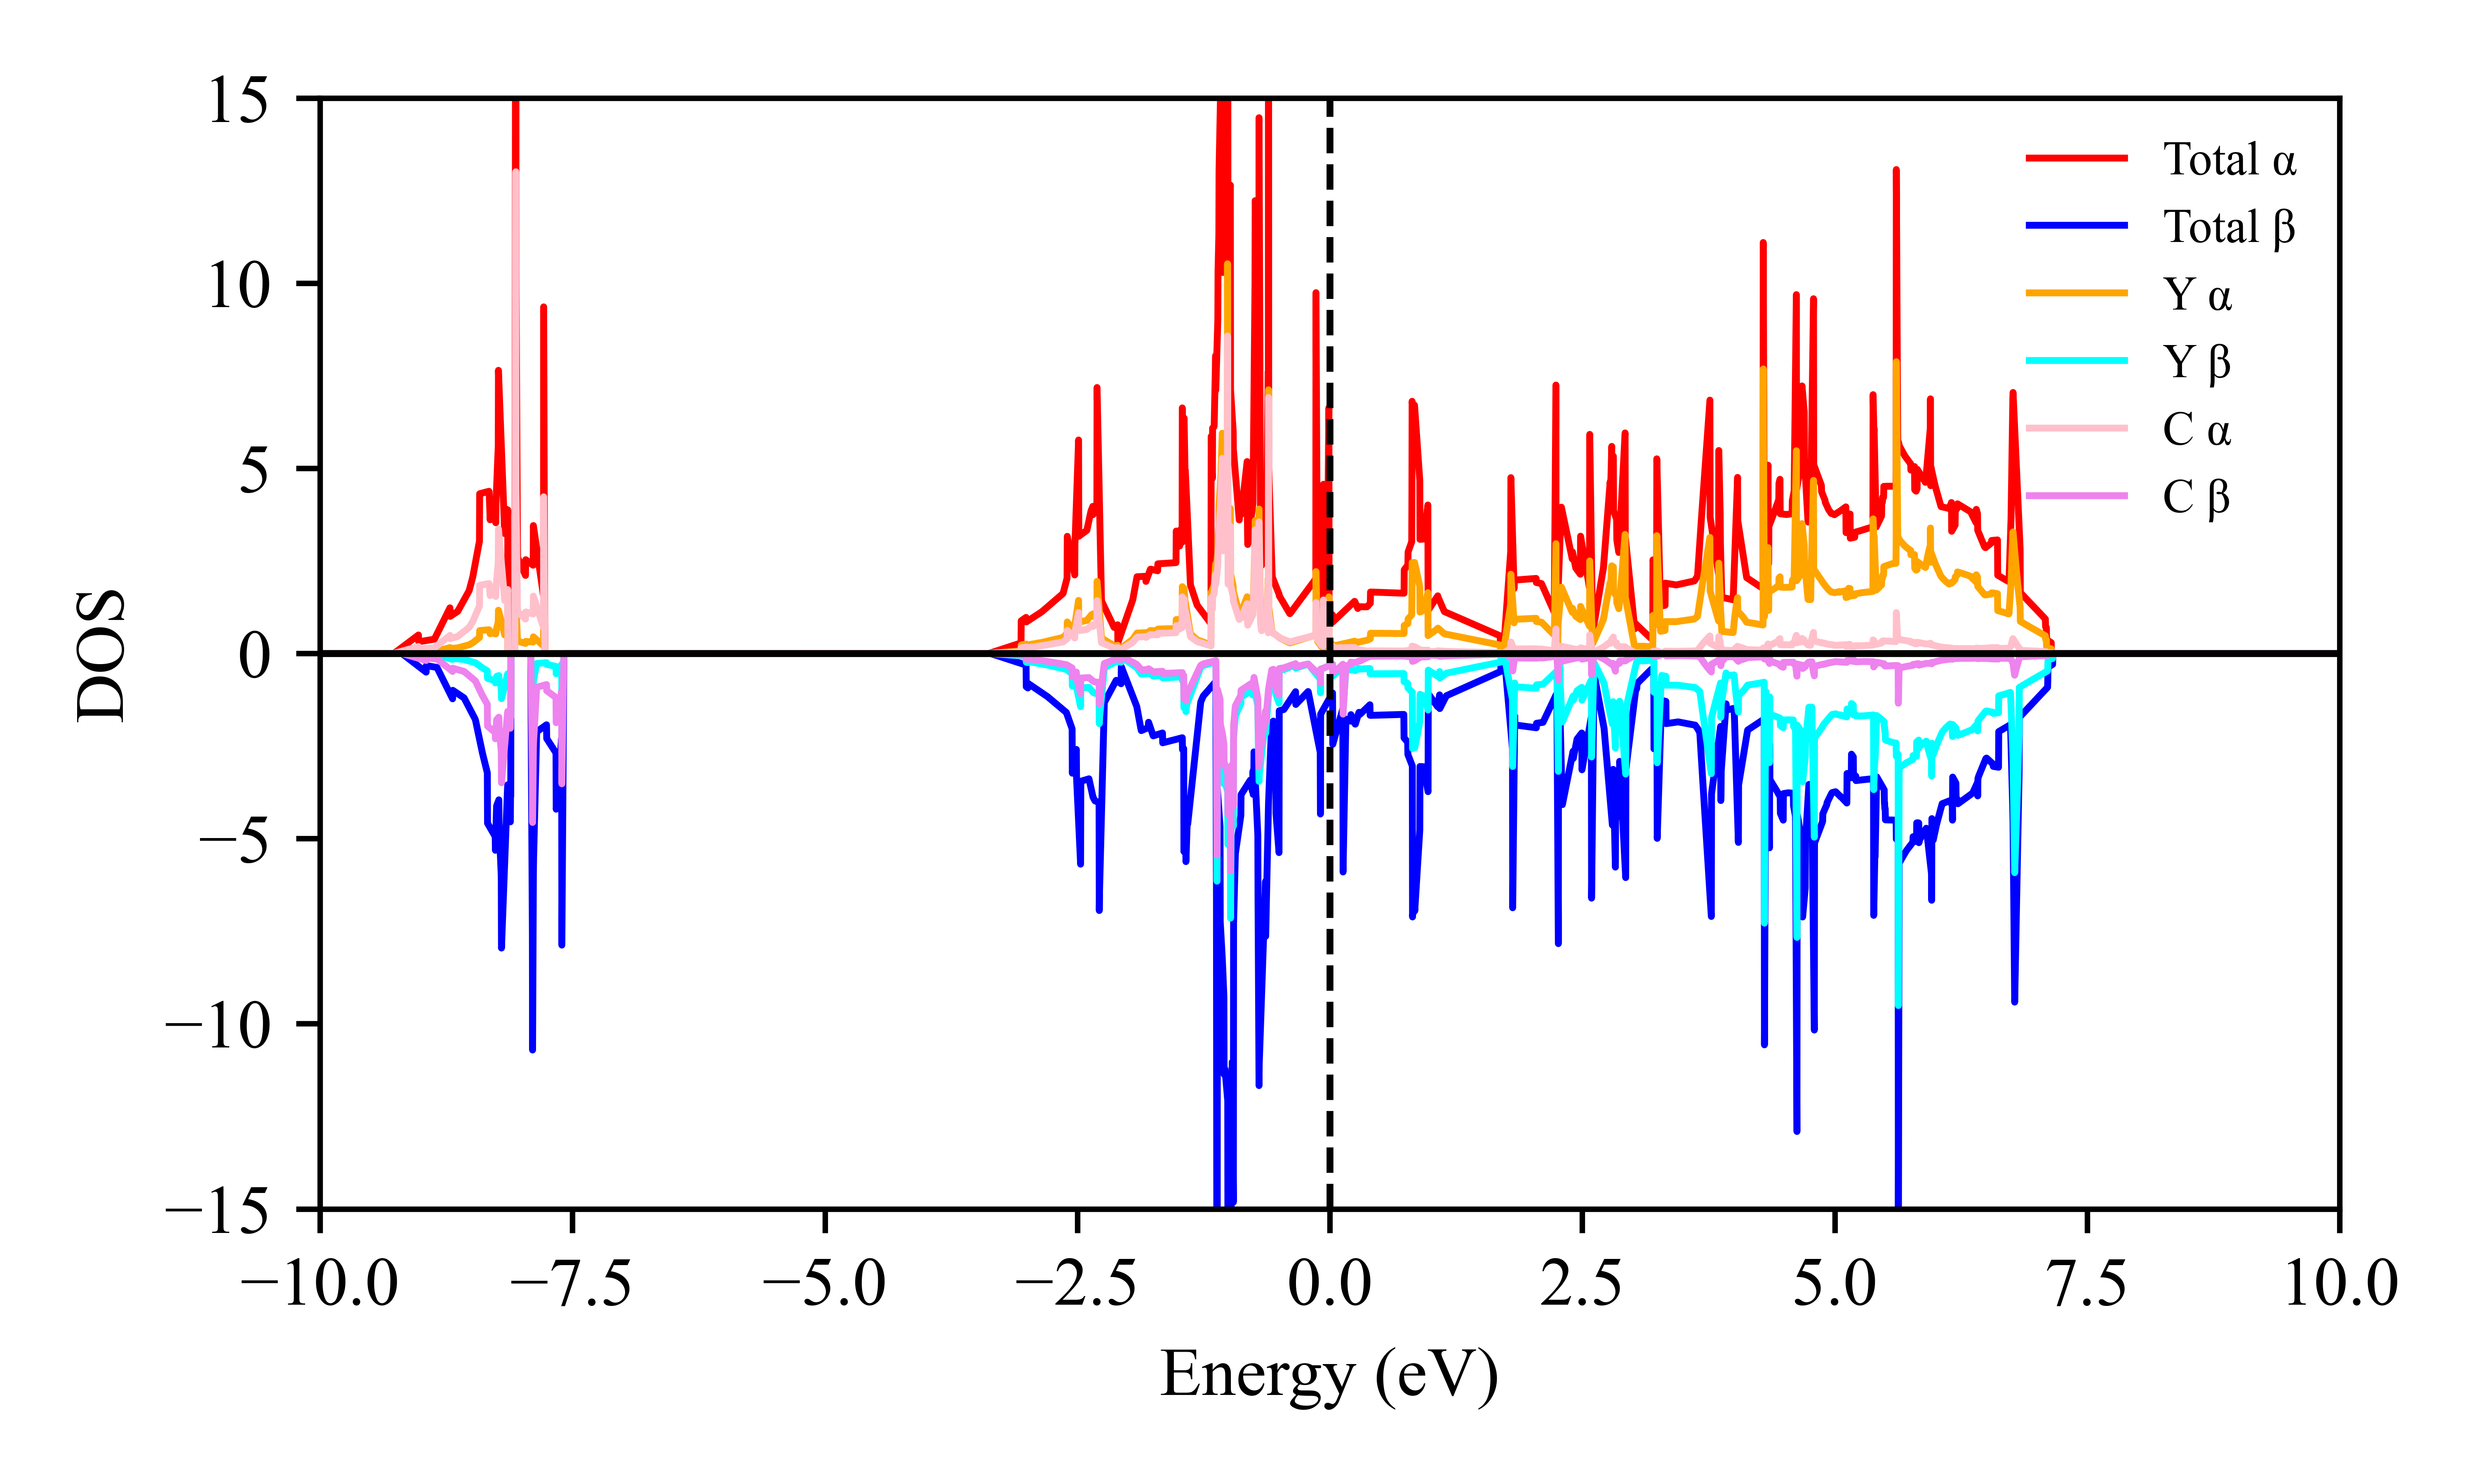 15
10
5
0
−5
−10
−15
DOS
Total α
Total β
Y α
Y β
C α
C β
−10.0 −7.5 −5.0 −2.5 0.0 2.5 5.0 7.5 10.0
Energy (eV)